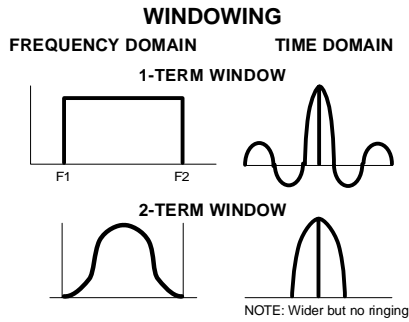 WINDOWING
FREQUENCY DOMAIN TIME DOMAIN
1-TERM WINDOW
F1 F2
2-TERM WINDOW
NOTE: Wider but no ringing